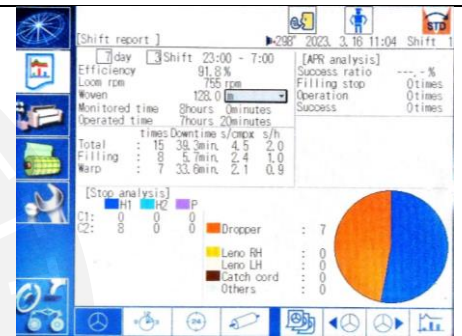 STD
[Shift report ] 298° 2023. 3.16 11:04 Shift 1
7 day 3 Shift 23:00 - 7:00
Efficiency 91.8 %
Loom rpm 755 rpm
Woven 128.0 m
Monitored time 8hours 0minutes
Operated time 7hours 20minutes
times Downtime s/cmpx s/h
Total : 15 39.3min. 4.5 2.0
Filling : 8 5.7min. 2.4 1.0
Warp : 7 33.6min. 2.1 0.9
[APR analysis]
Success ratio ---.-%
Filling stop 0times
Operation 0times
Success 0times
[Stop analysis]
H1 H2 P
C1: 0 0 0
C2: 8 0 0
Dropper : 7
Leno RH : 0
Leno LH : 0
Catch cord : 0
Others : 0
24